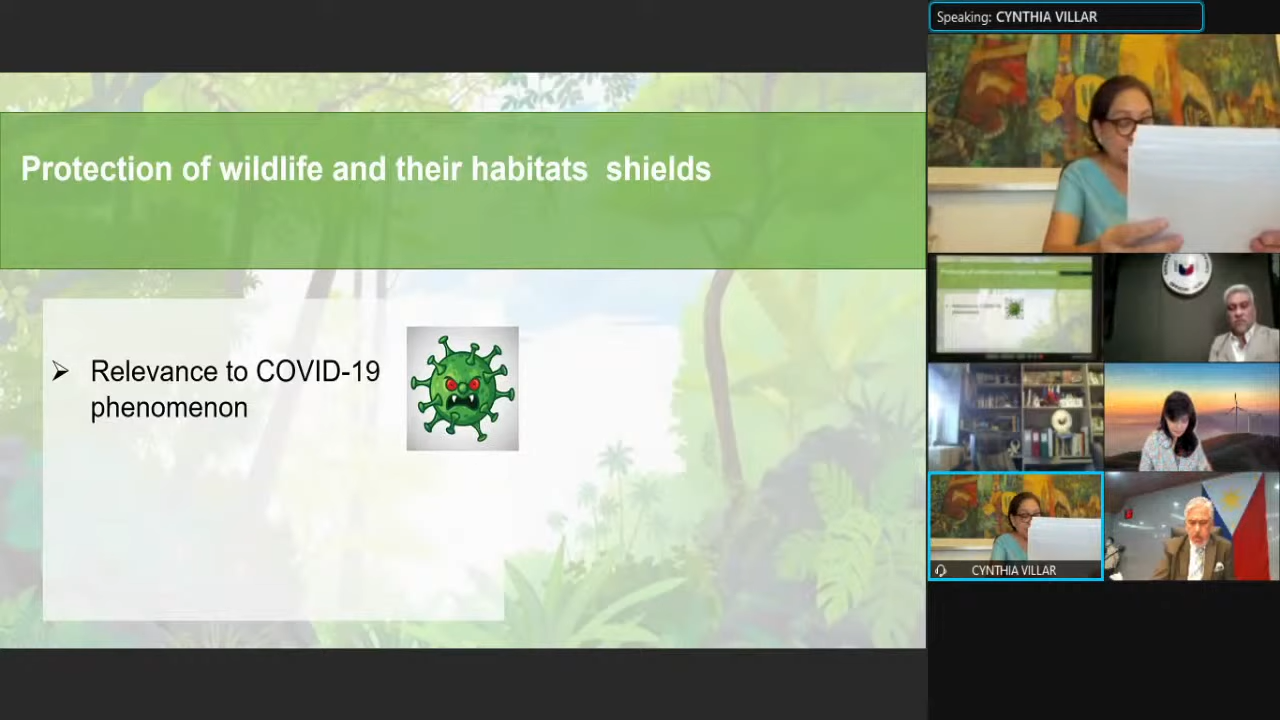 Speaking: CYNTHIA VILLAR
Protection of wildlife and their habitats  shields
➢ Relevance to COVID-19
phenomenon
CYNTHIA VILLAR